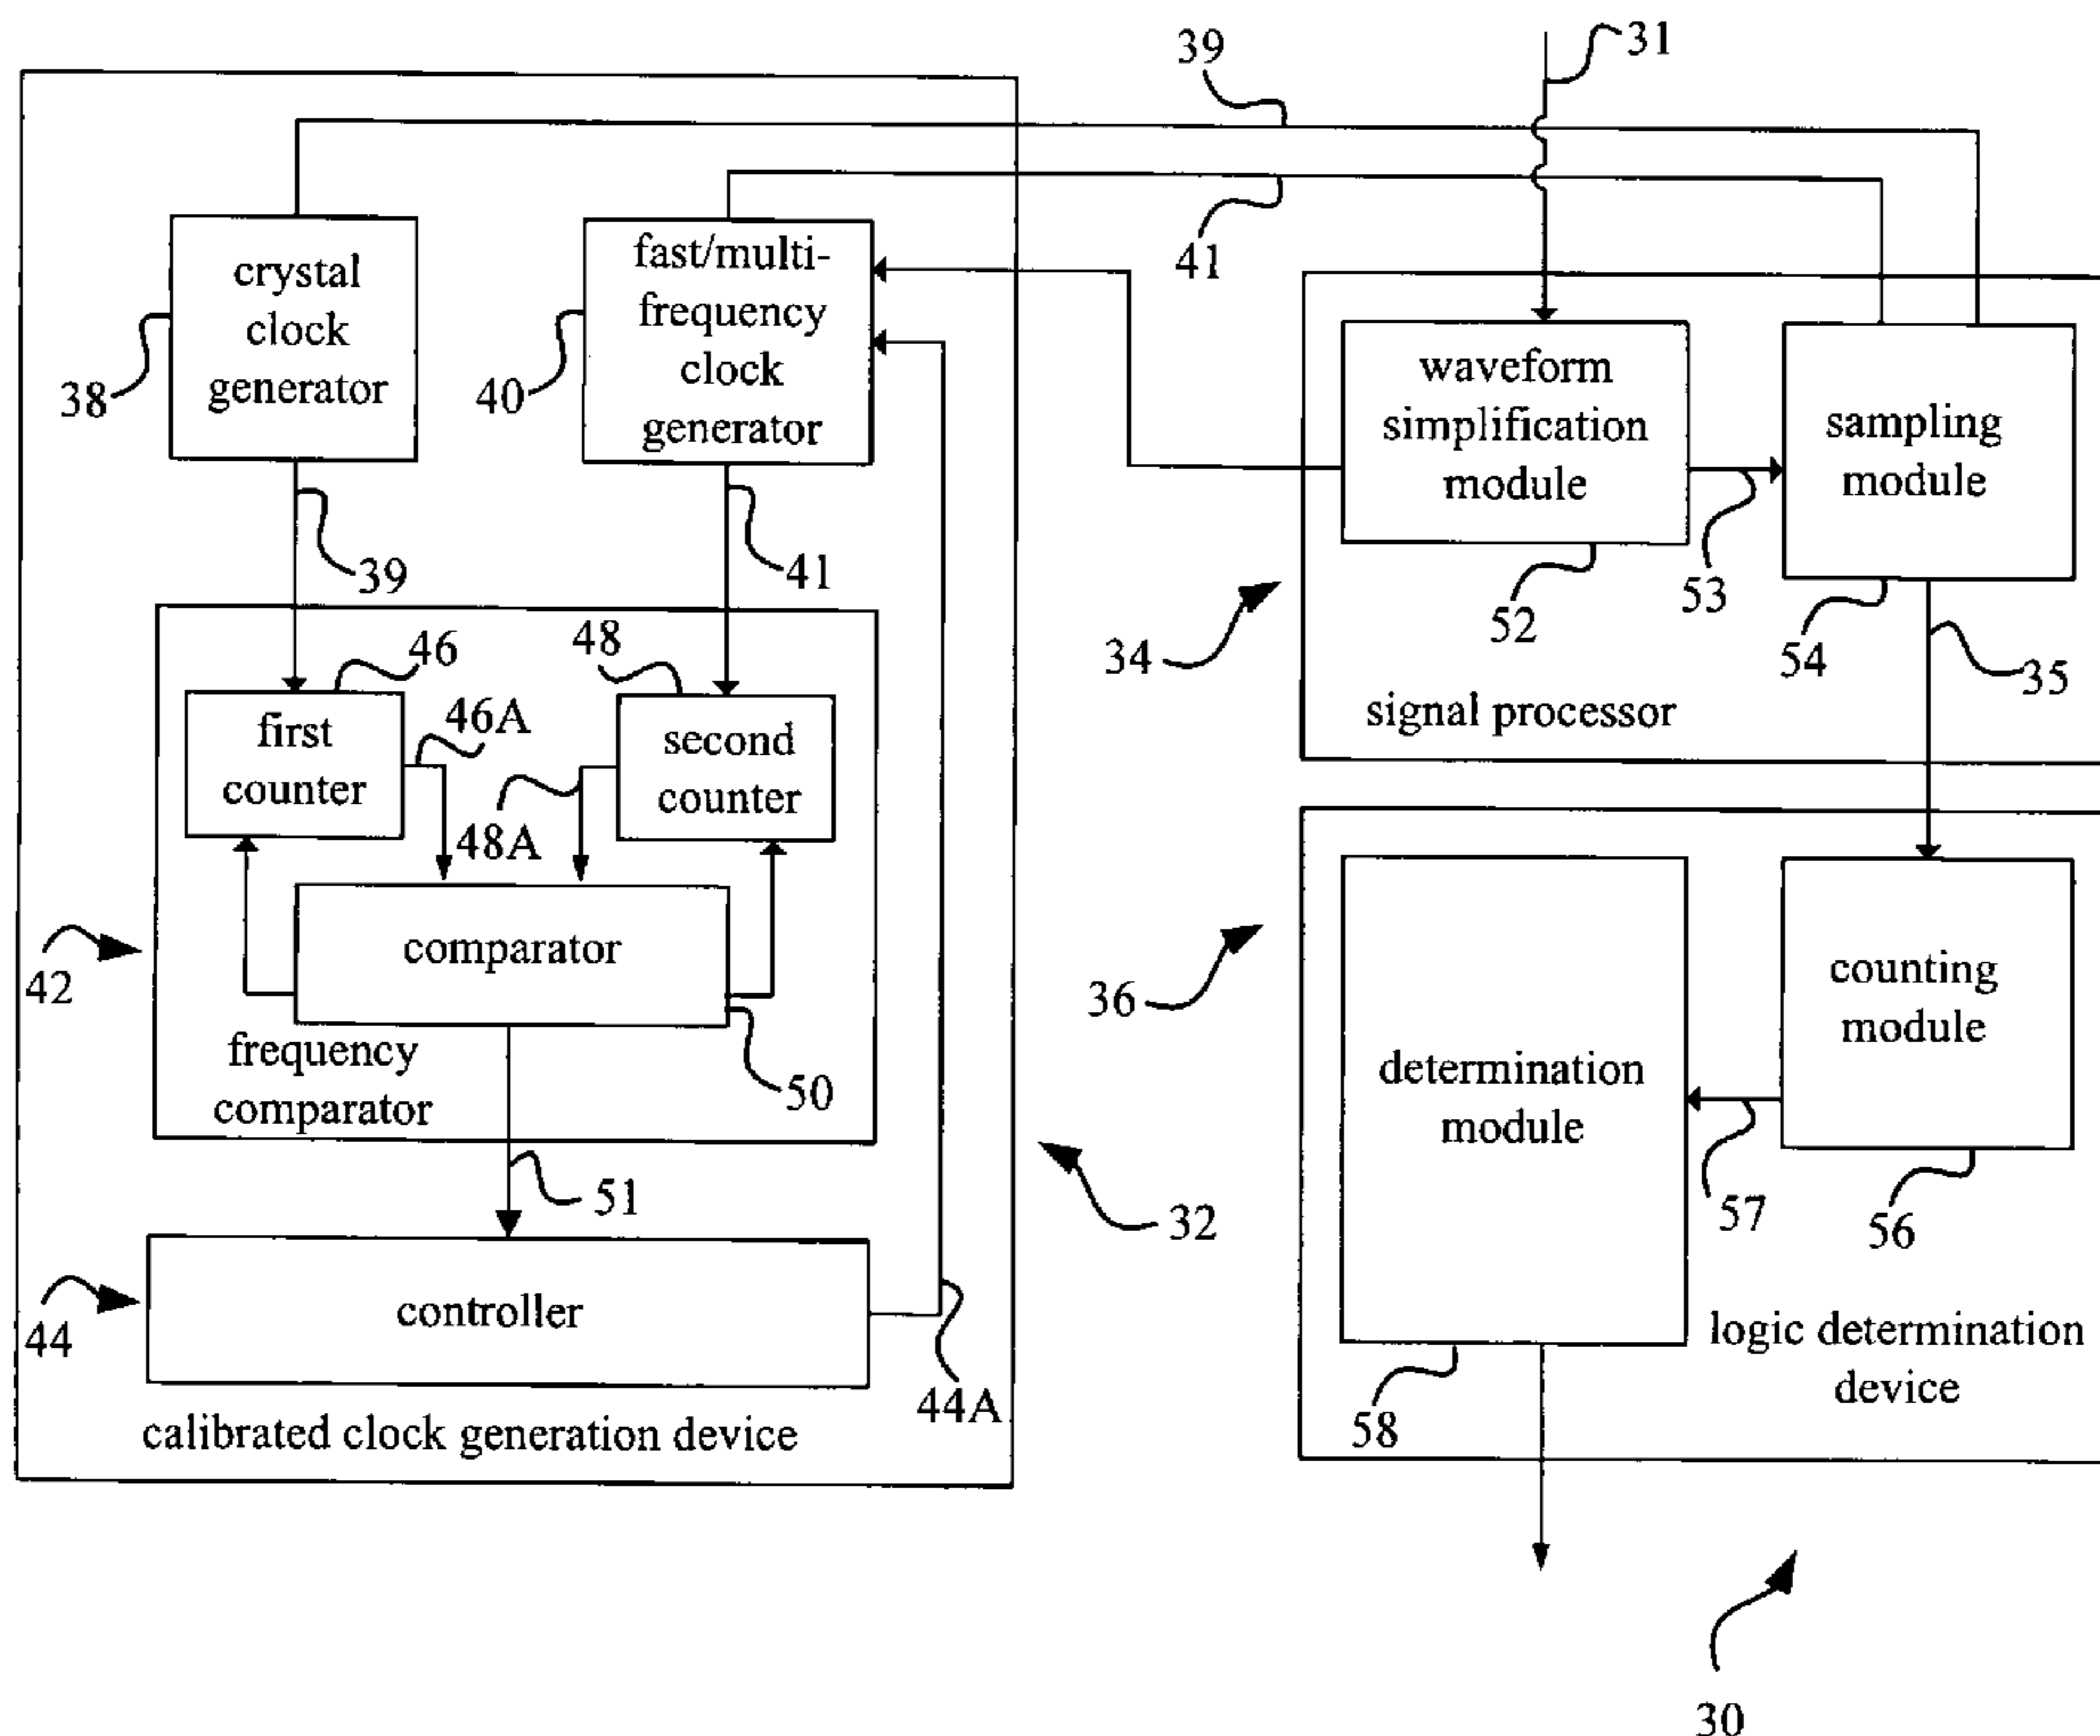 39
31
41
crystal
clock
generator
38
fast/multi-
frequency
clock
generator
40
waveform
simplification
module
sampling
module
39
41
53
52
54
34
35
signal processor
46
48
first
counter
46A
second
counter
48A
comparator
42
frequency
comparator
50
36
determination
module
counting
module
57
56
51
32
controller
44
44A
calibrated clock generation device
logic determination
device
58
30